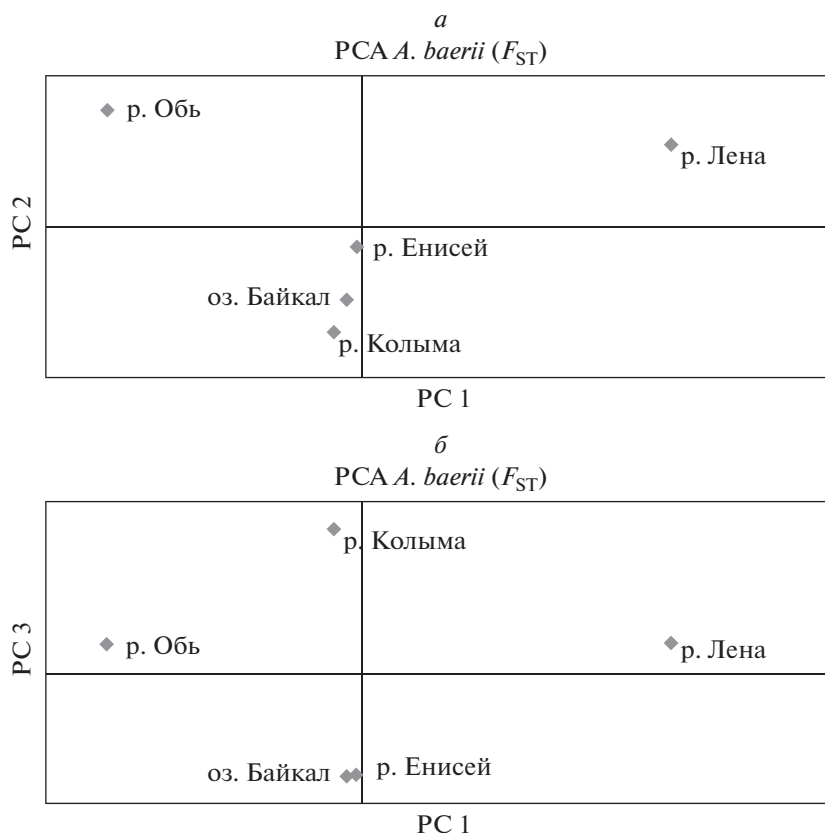 а
PCA A. baerii (FST)
р. Обь
р. Лена
PC 2
р. Енисей
оз. Байкал
р. Колыма
PC 1
б
PCA A. baerii (FST)
р. Колыма
PC 3
р. Обь
р. Лена
оз. Байкал
р. Енисей
PC 1